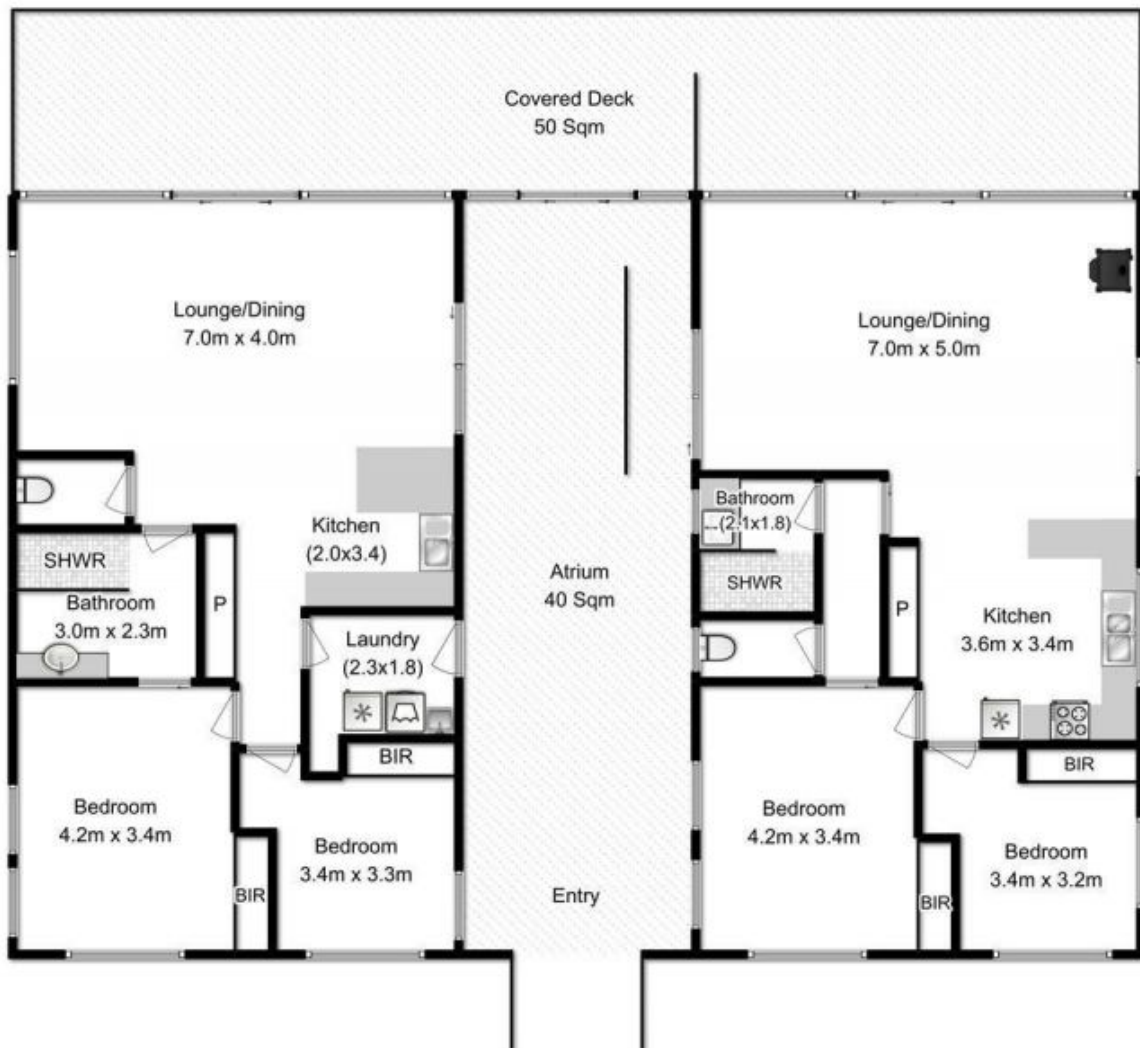 Covered Deck
50 Sqm
Lounge/Dining
7.0m x 4.0m
Lounge/Dining
7.0m x 5.0m
Kitchen
(2.0x3.4)
SHWR
Bathroom
3.0m x 2.3m
P
Laundry
(2.3x1.8)
BIR
Bedroom
4.2m x 3.4m
BIR
Bedroom
3.4m x 3.3m
Atrium
40 Sqm
Entry
Bathroom
(2.1x1.8)
SHWR
P
Kitchen
3.6m x 3.4m
BIR
Bedroom
4.2m x 3.4m
BIR
Bedroom
3.4m x 3.2m